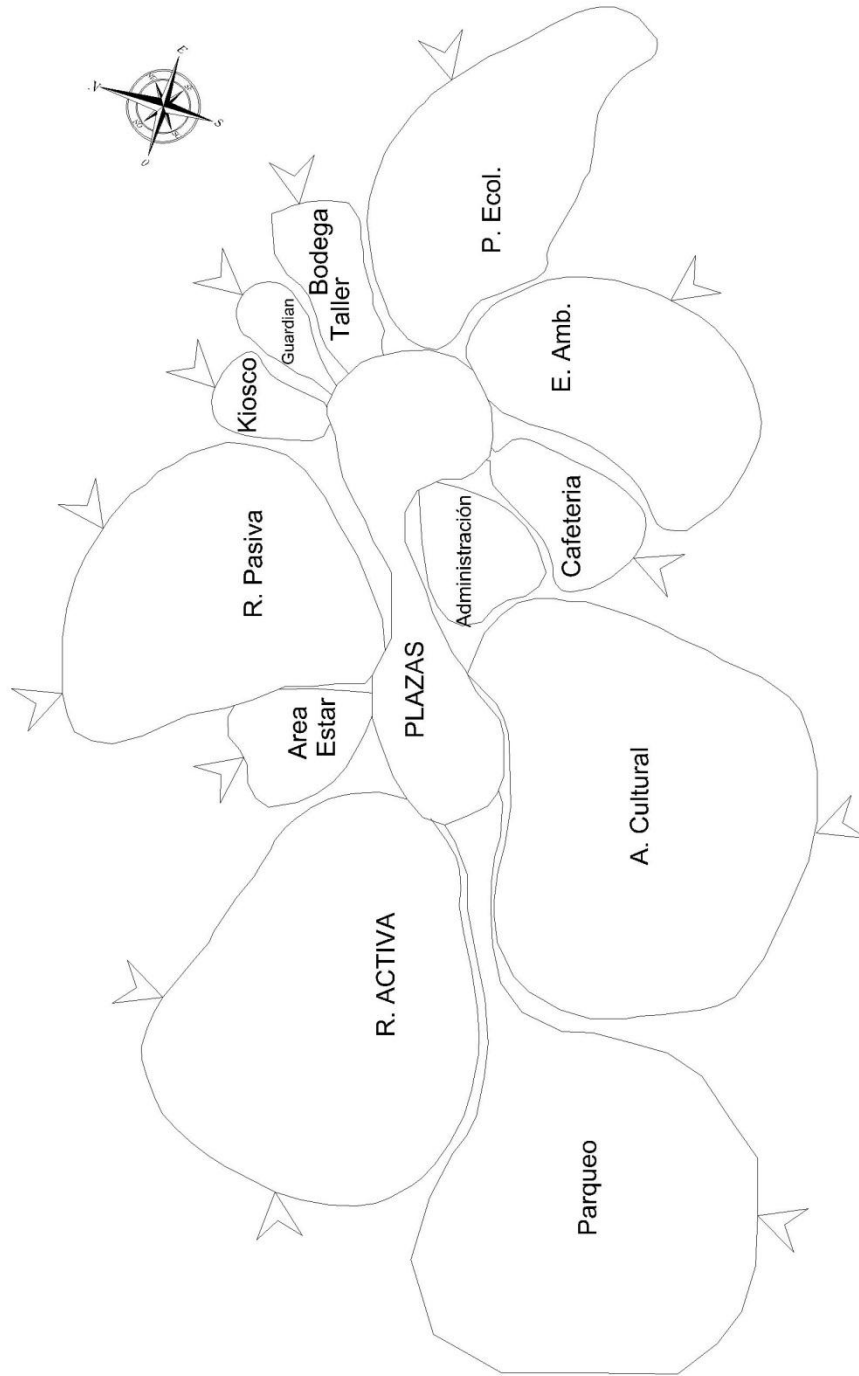 N
E
S
O
P. Ecol.
Bodega
Taller
Guardian
Kiosco
E. Amb.
Cafeteria
R. Pasiva
Administración
PLAZAS
Area
Estar
A. Cultural
R. ACTIVA
Parqueo